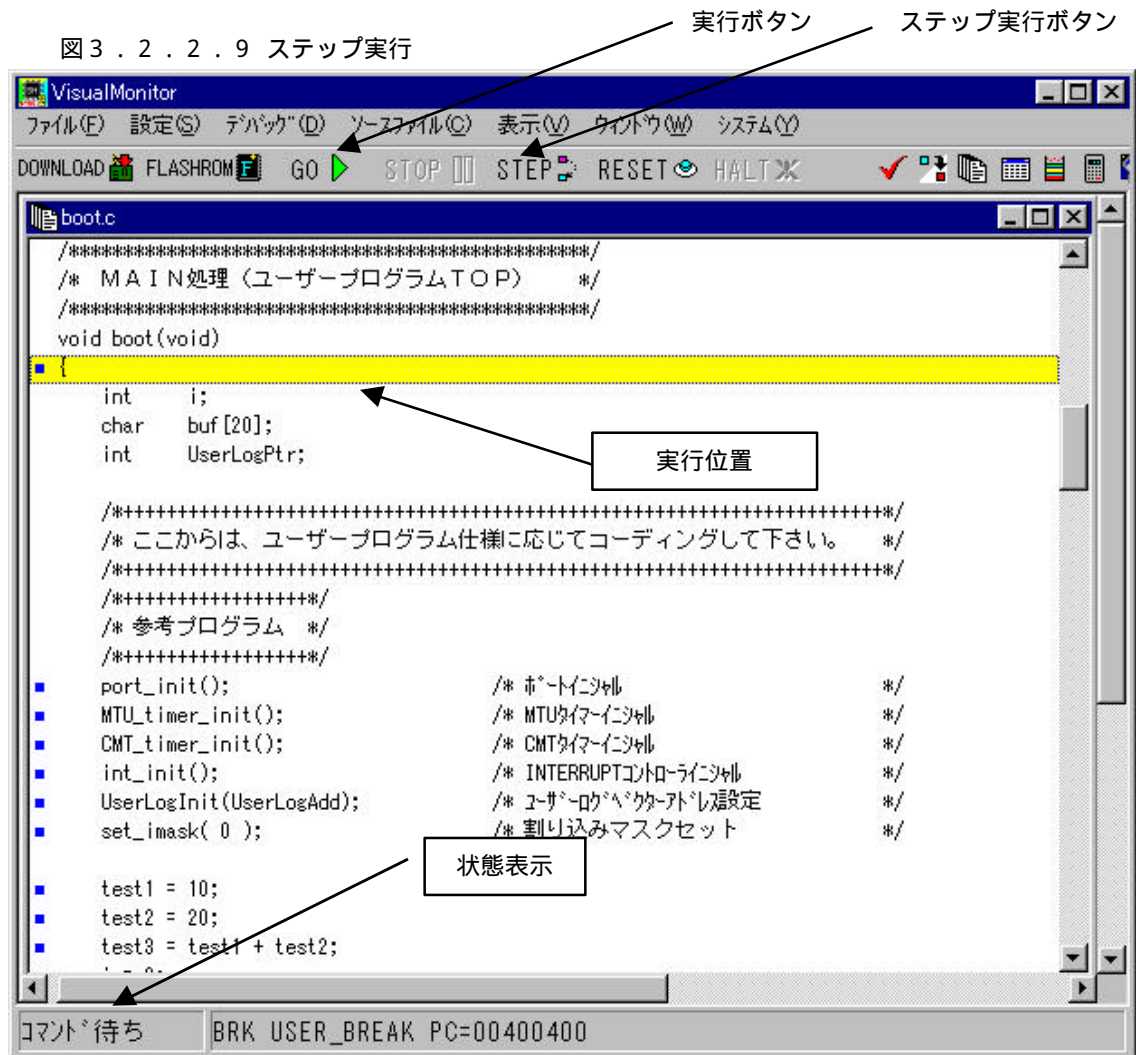 実行ボタン ステップ実行ボタン
図3.2.2.9 ステップ実行
VisualMonitor
ファイル(F) 設定(S) デバッグ(D) ソースファイル(C) 表示(V) ウィンドウ(W) システム(Y)
DOWNLOAD FLASHROM GO STOP STEP RESET HALT
boot.c
/************************************************/
/* MAIN処理(ユーザープログラムTOP) */
/************************************************/
void boot(void)
{
int i;
char buf[20];
int UserLogPtr;
実行位置
/*++++++++++++++++++++++++++++++++++++++++++++++++++++++++++++++++++++++*/
/* ここからは、ユーザープログラム仕様に応じてコーディングして下さい。 */
/*++++++++++++++++++++++++++++++++++++++++++++++++++++++++++++++++++++++*/
/*+++++++++++++++++*/
/* 参考プログラム */
/*+++++++++++++++++*/
port_init(); /* ポートイニシャル */
MTU_timer_init(); /* MTUタイマーイニシャル */
CMT_timer_init(); /* CMTタイマーイニシャル */
int_init(); /* INTERRUPTコントローライニシャル */
UserLogInit(UserLogAdd); /* ユーザーログベクターアドレス設定 */
set_imask( 0 ); /* 割り込みマスクセット */
状態表示
test1 = 10;
test2 = 20;
test3 = test1 + test2;
コマンド待ち BRK USER_BREAK PC=00400400